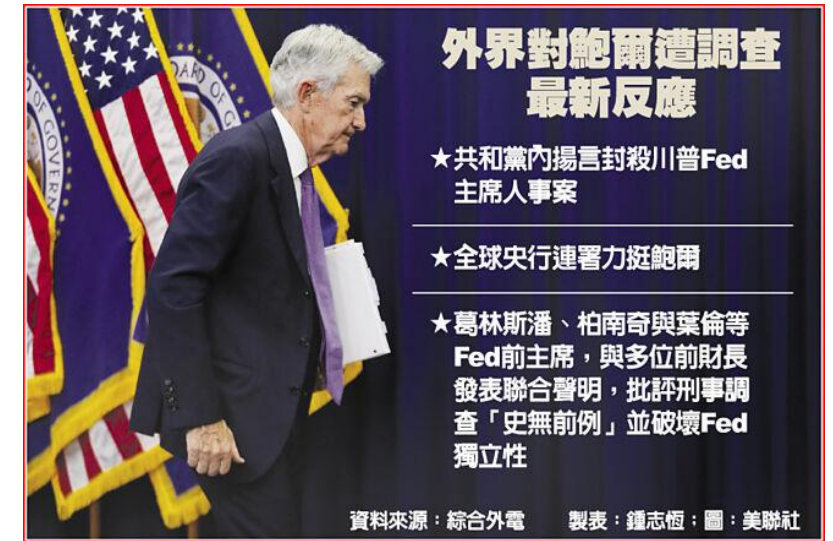 外界對鮑爾遭調查
最新反應
★共和黨內揚言封殺川普Fed
主席人事案
★全球央行連署力挺鮑爾
★葛林斯潘、柏南奇與葉倫等
Fed前主席，與多位前財長
發表聯合聲明，批評刑事調
查「史無前例」並破壞Fed
獨立性
資料來源：綜合外電　製表：鍾志恆；圖：美聯社
OF GOVERN
ARD OF